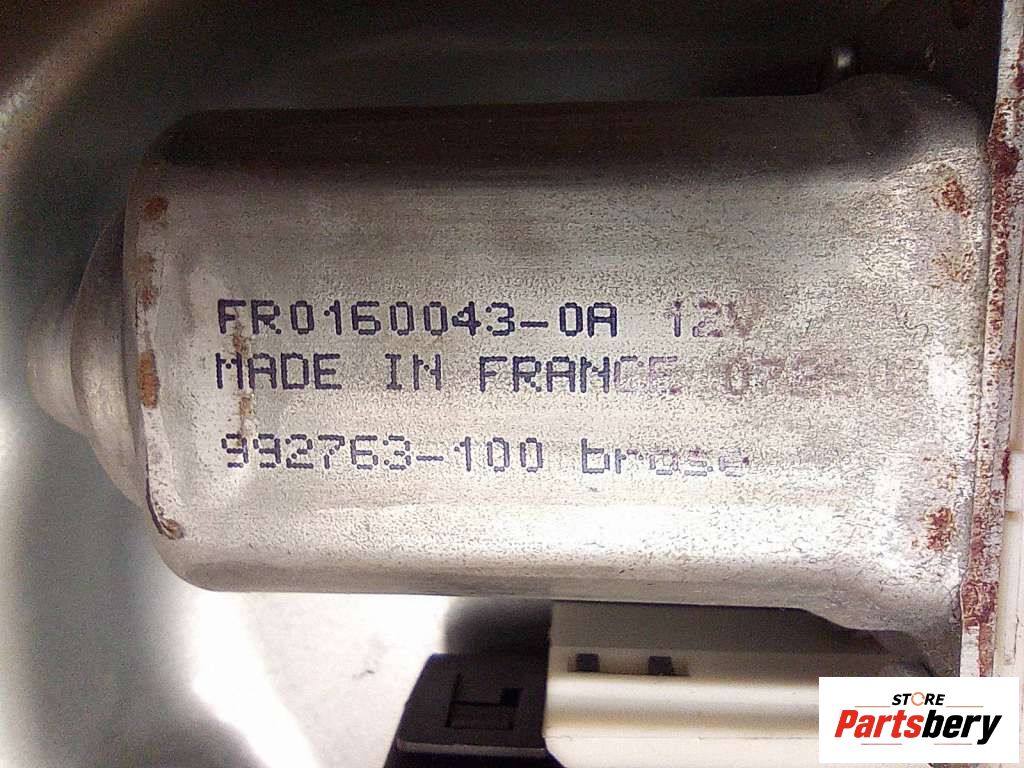 FR0160043-0A 12V
MADE IN FRANCE
992763-100 brose
STORE
Partsbery